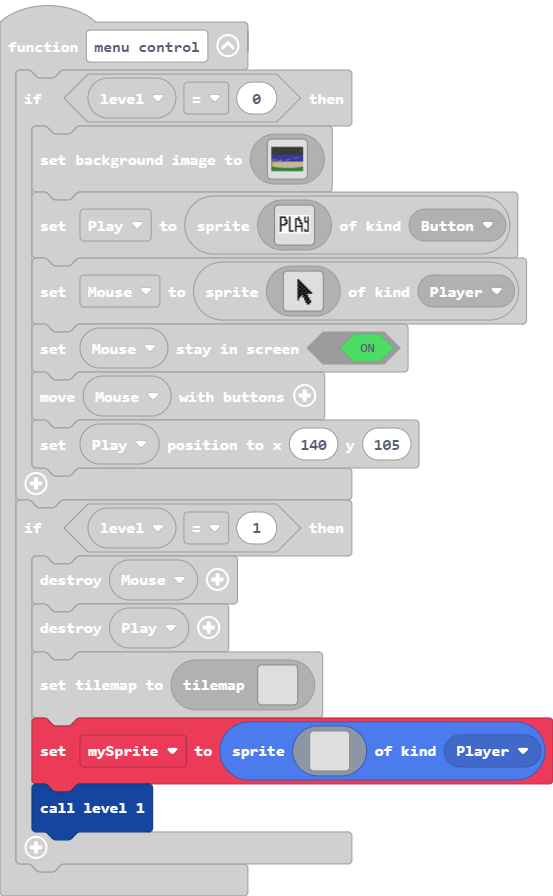 function menu control
if level = 0 then
set background image to
set Play to sprite PLAY of kind Button
set Mouse to sprite of kind Player
set Mouse stay in screen ON
move Mouse with buttons
set Play position to x 140 y 105
if level = 1 then
destroy Mouse
destroy Play
set tilemap to tilemap
set mySprite to sprite of kind Player
call level 1